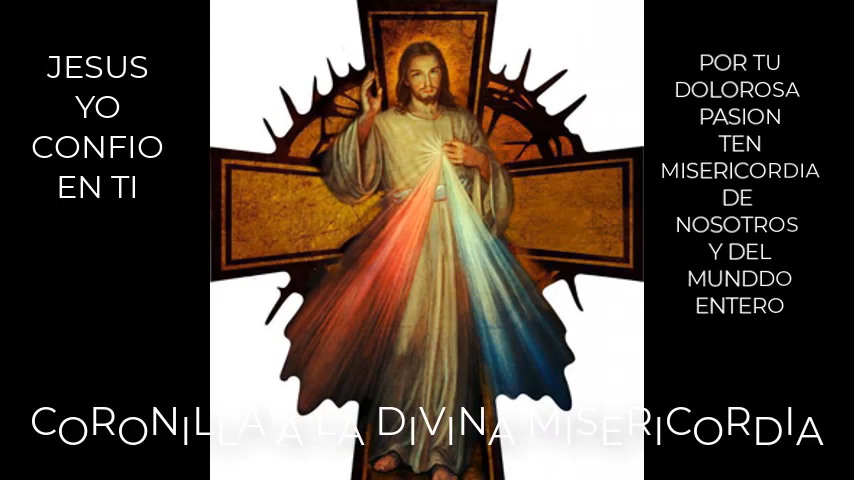 JESUS
YO
CONFIO
EN TI
POR TU
DOLOROSA
PASION
TEN
MISERICORDIA
DE
NOSOTROS
Y DEL
MUNDDO
ENTERO
CORONILLA A LA DIVINA MISERICORDIA